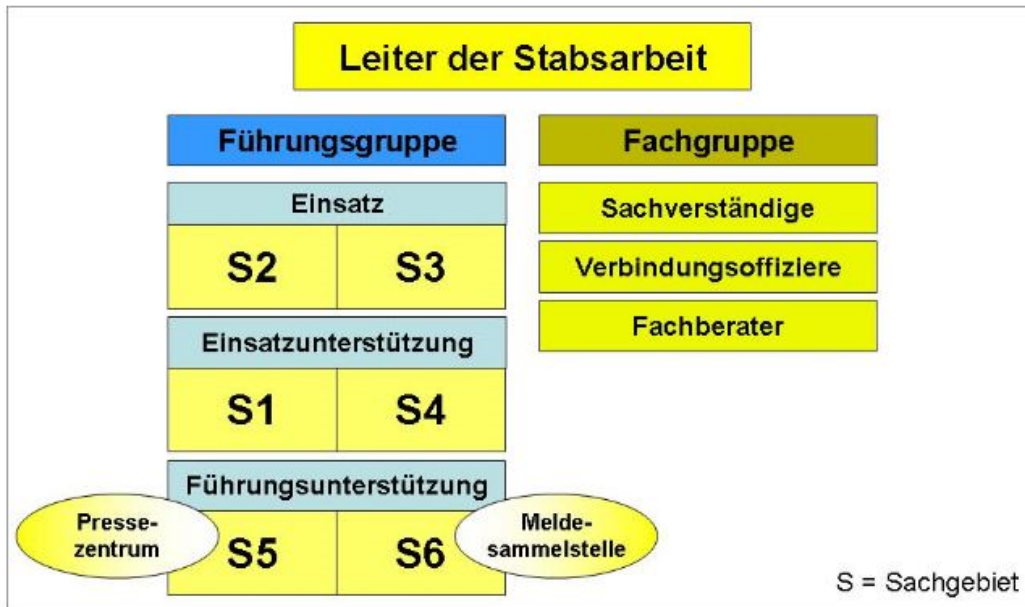 Leiter der Stabsarbeit
Führungsgruppe
Einsatz
S2 S3
Einsatzunterstützung
S1 S4
Führungsunterstützung
Presse-
zentrum
S5 S6
Melde-
sammelstelle
Fachgruppe
Sachverständige
Verbindungsoffiziere
Fachberater
S = Sachgebiet